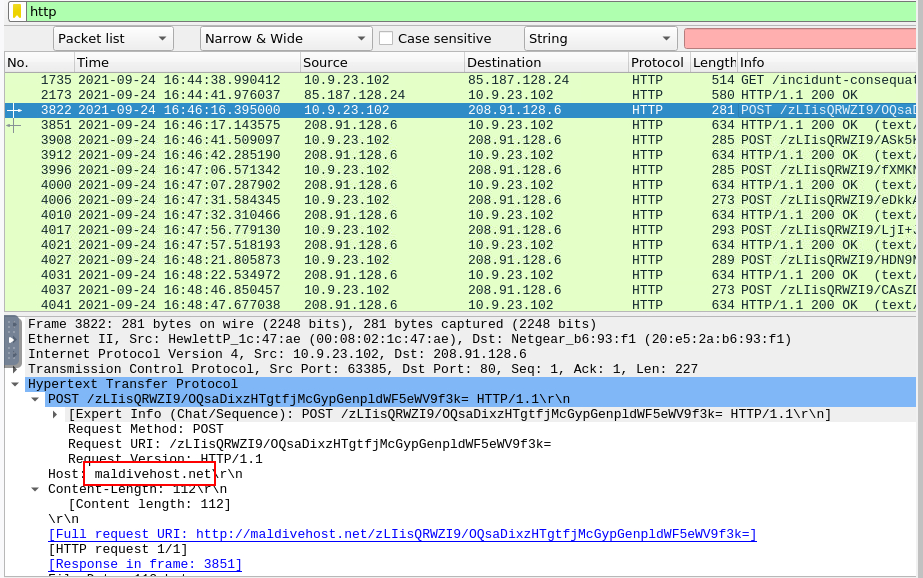 http
Packet list Narrow & Wide Case sensitive String
No. Time Source Destination Protocol Length Info
1735 2021-09-24 16:44:38.990412 10.9.23.102 85.187.128.24 HTTP 514 GET /incidunt-consequat
2173 2021-09-24 16:44:41.976037 85.187.128.24 10.9.23.102 HTTP 580 HTTP/1.1 200 OK
3822 2021-09-24 16:46:16.395000 10.9.23.102 208.91.128.6 HTTP 281 POST /zLIisQRWZI9/OQsaD
3851 2021-09-24 16:46:17.143575 208.91.128.6 10.9.23.102 HTTP 634 HTTP/1.1 200 OK (text/
3908 2021-09-24 16:46:41.509097 10.9.23.102 208.91.128.6 HTTP 285 POST /zLIisQRWZI9/ASk5K
3912 2021-09-24 16:46:42.285190 208.91.128.6 10.9.23.102 HTTP 634 HTTP/1.1 200 OK (text/
3996 2021-09-24 16:47:06.571342 10.9.23.102 208.91.128.6 HTTP 285 POST /zLIisQRWZI9/fXMKN
4000 2021-09-24 16:47:07.287902 208.91.128.6 10.9.23.102 HTTP 634 HTTP/1.1 200 OK (text/
4006 2021-09-24 16:47:31.584345 10.9.23.102 208.91.128.6 HTTP 273 POST /zLIisQRWZI9/eDkkA
4010 2021-09-24 16:47:32.310466 208.91.128.6 10.9.23.102 HTTP 634 HTTP/1.1 200 OK (text/
4017 2021-09-24 16:47:56.779130 10.9.23.102 208.91.128.6 HTTP 293 POST /zLIisQRWZI9/LjI+J
4021 2021-09-24 16:47:57.518193 208.91.128.6 10.9.23.102 HTTP 634 HTTP/1.1 200 OK (text/
4027 2021-09-24 16:48:21.805873 10.9.23.102 208.91.128.6 HTTP 289 POST /zLIisQRWZI9/HDN9M
4031 2021-09-24 16:48:22.534972 208.91.128.6 10.9.23.102 HTTP 634 HTTP/1.1 200 OK (text/
4037 2021-09-24 16:48:46.850457 10.9.23.102 208.91.128.6 HTTP 273 POST /zLIisQRWZI9/CAsZD
4041 2021-09-24 16:48:47.677038 208.91.128.6 10.9.23.102 HTTP 634 HTTP/1.1 200 OK (text/
Frame 3822: 281 bytes on wire (2248 bits), 281 bytes captured (2248 bits)
Ethernet II, Src: HewlettP_1c:47:ae (00:08:02:1c:47:ae), Dst: Netgear_b6:93:f1 (20:e5:2a:b6:93:f1)
Internet Protocol Version 4, Src: 10.9.23.102, Dst: 208.91.128.6
Transmission Control Protocol, Src Port: 63385, Dst Port: 80, Seq: 1, Ack: 1, Len: 227
Hypertext Transfer Protocol
POST /zLIisQRWZI9/OQsaDixzHTgtfjMcGypGenpldWF5eWV9f3k= HTTP/1.1\r\n
[Expert Info (Chat/Sequence): POST /zLIisQRWZI9/OQsaDixzHTgtfjMcGypGenpldWF5eWV9f3k= HTTP/1.1\r\n]
Request Method: POST
Request URI: /zLIisQRWZI9/OQsaDixzHTgtfjMcGypGenpldWF5eWV9f3k=
Request Version: HTTP/1.1
Host: maldivehost.net\r\n
Content-Length: 112\r\n
[Content length: 112]
\r\n
[Full request URI: http://maldivehost.net/zLIisQRWZI9/OQsaDixzHTgtfjMcGypGenpldWF5eWV9f3k=]
[HTTP request 1/1]
[Response in frame: 3851]